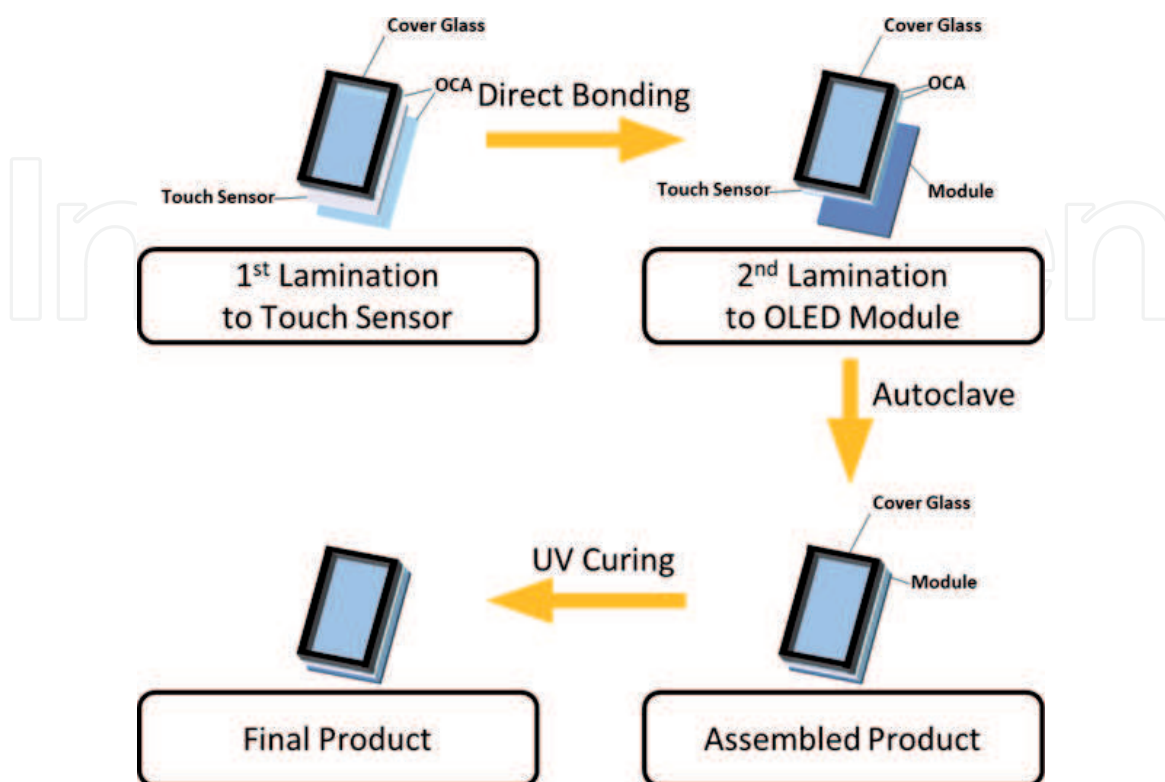 Cover Glass
OCA
Touch Sensor
Direct Bonding
Cover Glass
OCA
Touch Sensor
Module
1st Lamination
to Touch Sensor
2nd Lamination
to OLED Module
Autoclave
Cover Glass
Module
UV Curing
Final Product
Assembled Product